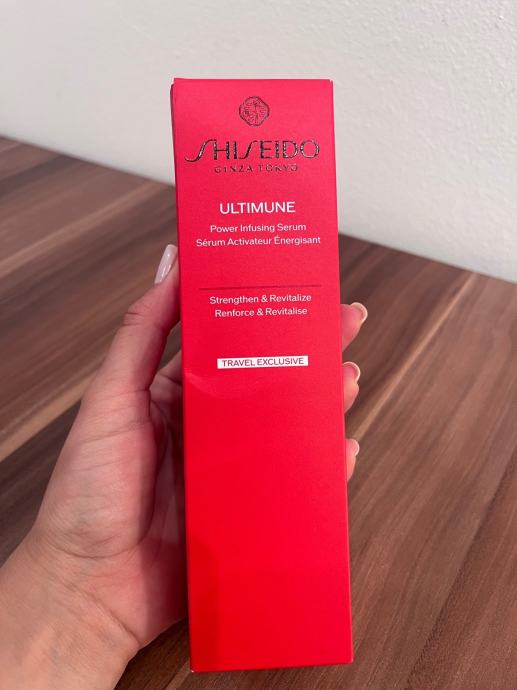 SHISEIDO
GINZA TOKYO
ULTIMUNE
Power Infusing Serum
Sérum Activateur Énergisant
Strengthen & Revitalize
Renforce & Revitalise
TRAVEL EXCLUSIVE